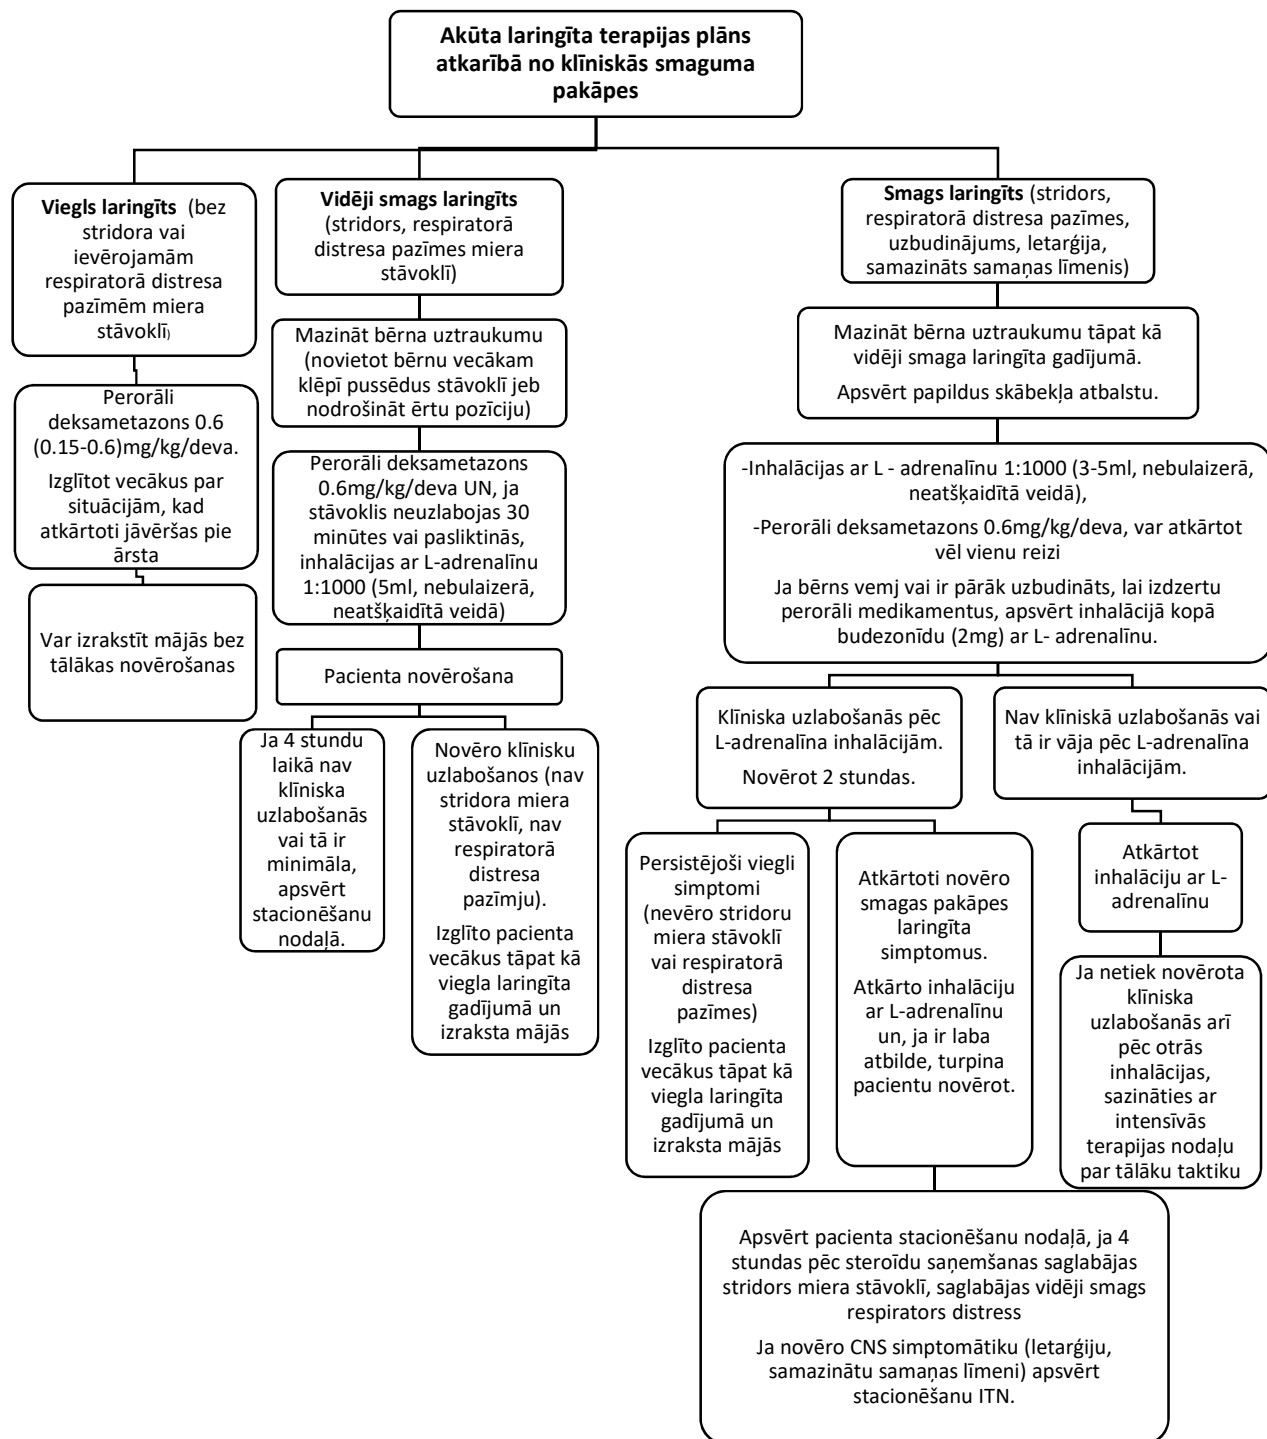 Akūta laringīta terapijas plāns
atkarībā no klīniskās smaguma
pakāpes
Viegls laringīts (bez
stridora vai
ievērojamām
respiratorā distresa
pazīmēm miera
stāvoklī)
Perorāli
deksametazons 0.6
(0.15-0.6)mg/kg/deva.
Izglītot vecākus par
situācijām, kad
atkārtoti jāvēršas pie
ārsta
Var izrakstīt mājās bez
tālākas novērošanas
Vidēji smags laringīts
(stridors, respiratorā
distresa pazīmes miera
stāvoklī)
Mazināt bērna uztraukumu
(novietot bērnu vecākam
klēpī pussēdus stāvoklī jeb
nodrošināt ērtu pozīciju)
Perorāli deksametazons
0.6mg/kg/deva UN, ja
stāvoklis neuzlabojas 30
minūtes vai pasliktinās,
inhalācijas ar L-adrenalīnu
1:1000 (5ml, nebulaizerā,
neatšķaidītā veidā)
Pacienta novērošana
Ja 4 stundu
laikā nav
klīniska
uzlabošanās
vai tā ir
minimāla,
apsvērt
stacionēšanu
nodaļā.
Novēro klīnisku
uzlabošanos (nav
stridora miera
stāvoklī, nav
respiratorā
distresa
pazīmju).
Izglīto pacienta
vecākus tāpat kā
viegla laringīta
gadījumā un
izraksta mājās
Smags laringīts (stridors,
respiratorā distresa pazīmes,
uzbudinājums, letarģija,
samazināts samaņas līmenis)
Mazināt bērna uztraukumu tāpat kā
vidēji smaga laringīta gadījumā.
Apsvērt papildus skābekļa atbalstu.
-Inhalācijas ar L - adrenalīnu 1:1000 (3-5ml, nebulaizerā,
neatšķaidītā veidā),
-Perorāli deksametazons 0.6mg/kg/deva, var atkārtot
vēl vienu reizi
Ja bērns vemj vai ir pārāk uzbudināts, lai izdzertu
perorāli medikamentus, apsvērt inhalācijā kopā
budezonīdu (2mg) ar L- adrenalīnu.
Klīniska uzlabošanās pēc
L-adrenalīna inhalācijām.
Novērot 2 stundas.
Persistējoši viegli
simptomi
(nevēro stridoru
miera stāvoklī
vai respiratorā
distresa
pazīmes)
Izglīto pacienta
vecākus tāpat kā
viegla laringīta
gadījumā un
izraksta mājās
Atkārtoti novēro
smagas pakāpes
laringīta
simptomus.
Atkārto inhalāciju
ar L-adrenalīnu
un, ja ir laba
atbilde, turpina
pacientu novērot.
Nav klīniskā uzlabošanās vai
tā ir vāja pēc L-adrenalīna
inhalācijām.
Atkārtot
inhalāciju ar L-
adrenalīnu
Ja netiek novērota
klīniska
uzlabošanās arī
pēc otrās
inhalācijas,
sazināties ar
intensīvās
terapijas nodaļu
par tālāku taktiku
Apsvērt pacienta stacionēšanu nodaļā, ja 4
stundas pēc steroīdu saņemšanas saglabājas
stridors miera stāvoklī, saglabājas vidēji smags
respirators distress
Ja novēro CNS simptomātiku (letarģiju,
samazinātu samaņas līmeni) apsvērt
stacionēšanu ITN.